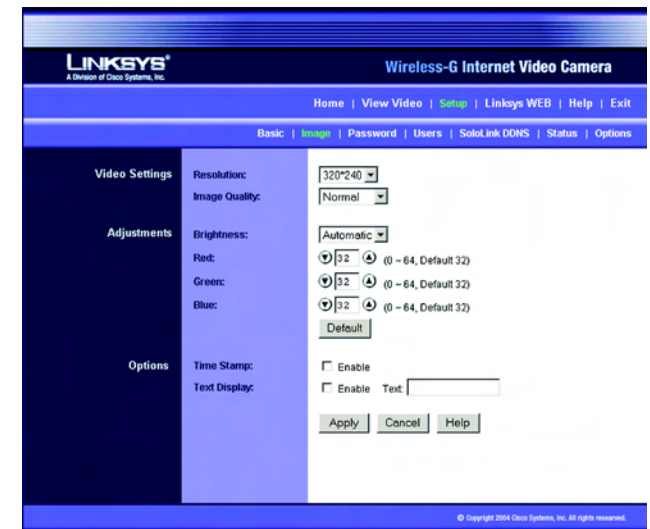 LINKSYS®
A Division of Cisco Systems, Inc.
Wireless-G Internet Video Camera
Home | View Video | Setup | Linksys WEB | Help | Exit
Basic | Image | Password | Users | SoloLink DDNS | Status | Options
Video Settings Resolution: 320*240
Image Quality: Normal
Adjustments Brightness: Automatic
Red: 32 (0 ~ 64, Default 32)
Green: 32 (0 ~ 64, Default 32)
Blue: 32 (0 ~ 64, Default 32)
Default
Options Time Stamp: Enable
Text Display: Enable Text:
Apply Cancel Help
© Copyright 2004 Cisco Systems, Inc. All rights reserved.